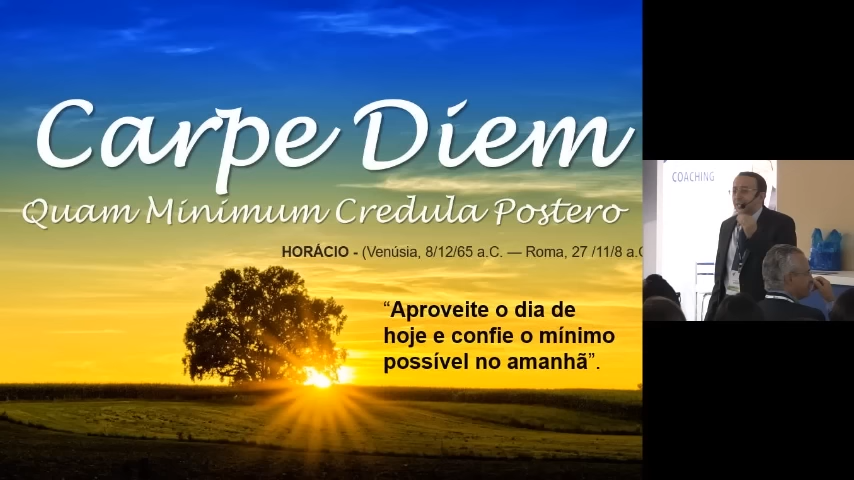 Carpe Diem
Quam Minimum Credula Postero
HORÁCIO - (Venúsia, 8/12/65 a.C. — Roma, 27 /11/8 a.C
“Aproveite o dia de
hoje e confie o mínimo
possível no amanhã”.
COACHING